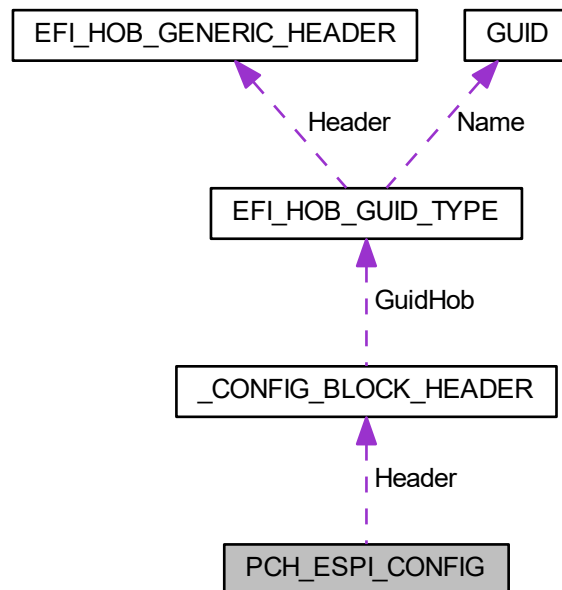 EFI_HOB_GENERIC_HEADER
GUID
Header
Name
EFI_HOB_GUID_TYPE
GuidHob
_CONFIG_BLOCK_HEADER
Header
PCH_ESPI_CONFIG